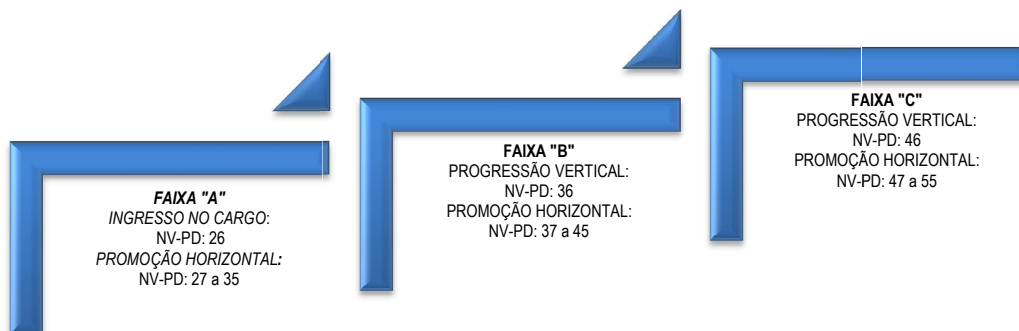 FAIXA "A"
INGRESSO NO CARGO:
NV-PD: 26
PROMOÇÃO HORIZONTAL:
NV-PD: 27 a 35
FAIXA "B"
PROGRESSÃO VERTICAL:
NV-PD: 36
PROMOÇÃO HORIZONTAL:
NV-PD: 37 a 45
FAIXA "C"
PROGRESSÃO VERTICAL:
NV-PD: 46
PROMOÇÃO HORIZONTAL:
NV-PD: 47 a 55